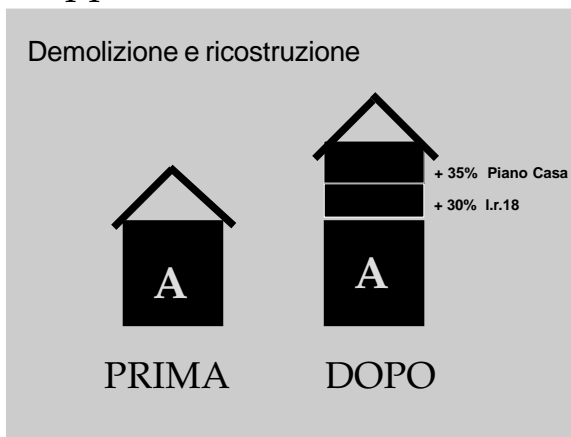 Demolizione e ricostruzione
+ 35% Piano Casa
+ 30% l.r.18
A
A
PRIMA
DOPO